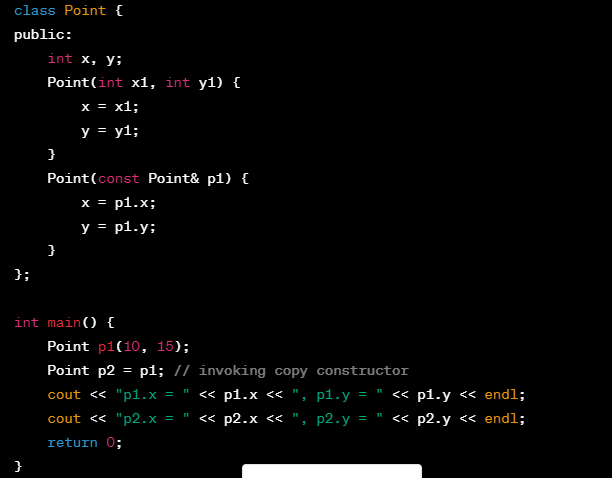 class Point {
public:
    int x, y;
    Point(int x1, int y1) {
        x = x1;
        y = y1;
    }
    Point(const Point& p1) {
        x = p1.x;
        y = p1.y;
    }
};

int main() {
    Point p1(10, 15);
    Point p2 = p1; // invoking copy constructor
    cout << "p1.x = " << p1.x << ", p1.y = " << p1.y << endl;
    cout << "p2.x = " << p2.x << ", p2.y = " << p2.y << endl;
    return 0;
}